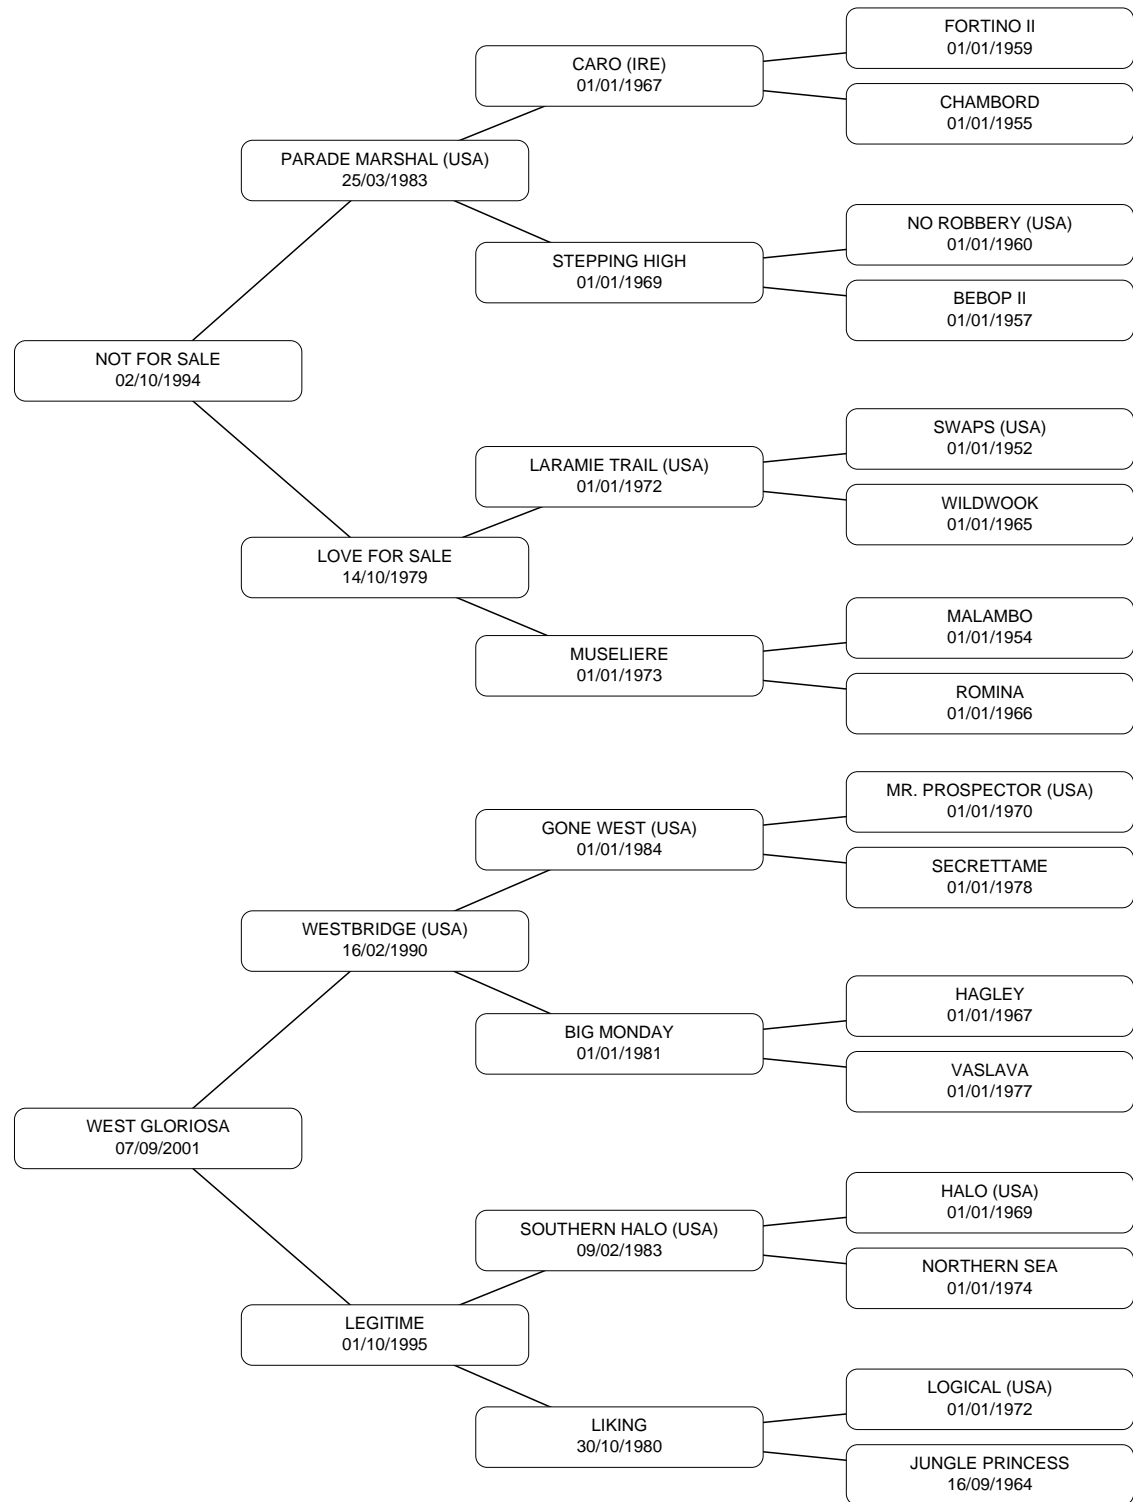 FORTINO II
01/01/1959
CARO (IRE)
01/01/1967
CHAMBORD
01/01/1955
PARADE MARSHAL (USA)
25/03/1983
NO ROBBERY (USA)
01/01/1960
STEPPING HIGH
01/01/1969
BEBOP II
01/01/1957
NOT FOR SALE
02/10/1994
SWAPS (USA)
01/01/1952
LARAMIE TRAIL (USA)
01/01/1972
WILDWOOK
01/01/1965
LOVE FOR SALE
14/10/1979
MALAMBO
01/01/1954
MUSELIERE
01/01/1973
ROMINA
01/01/1966
MR. PROSPECTOR (USA)
01/01/1970
GONE WEST (USA)
01/01/1984
SECRETTAME
01/01/1978
WESTBRIDGE (USA)
16/02/1990
HAGLEY
01/01/1967
BIG MONDAY
01/01/1981
VASLAVA
01/01/1977
WEST GLORIOSA
07/09/2001
HALO (USA)
01/01/1969
SOUTHERN HALO (USA)
09/02/1983
NORTHERN SEA
01/01/1974
LEGITIME
01/10/1995
LOGICAL (USA)
01/01/1972
LIKING
30/10/1980
JUNGLE PRINCESS
16/09/1964